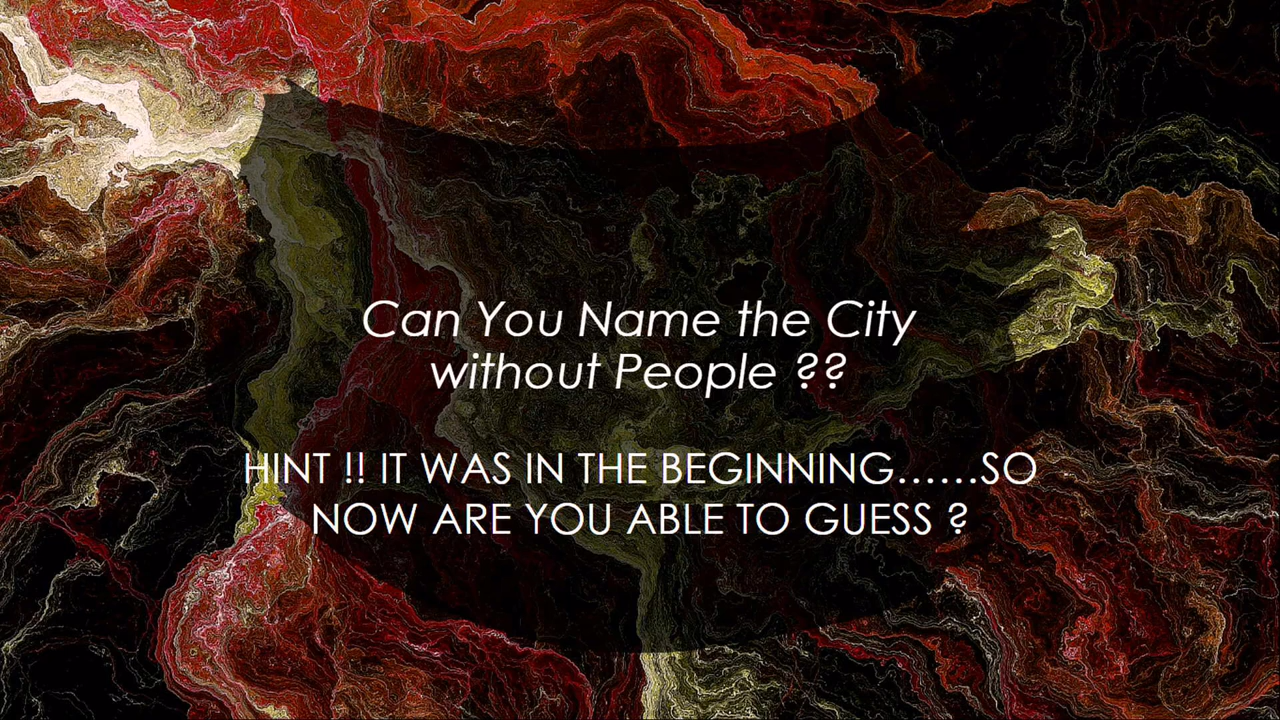 Can You Name the City
without People ??
HINT !! IT WAS IN THE BEGINNING……SO
NOW ARE YOU ABLE TO GUESS ?